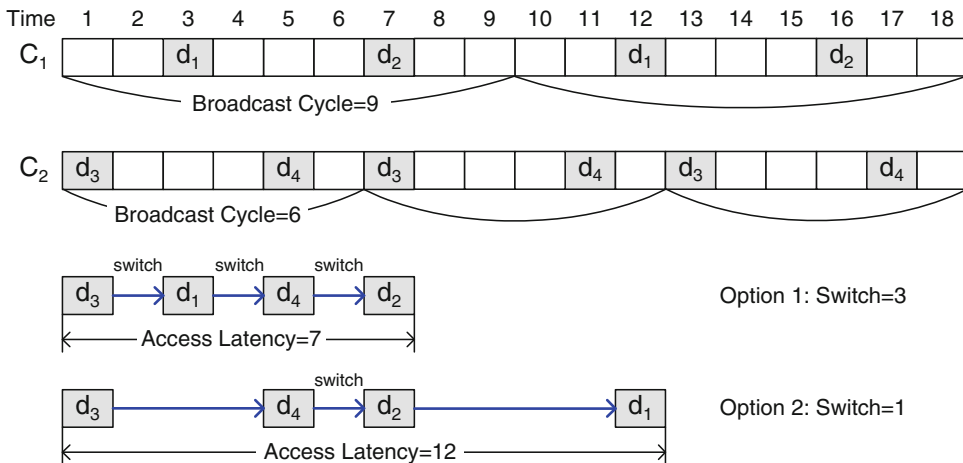 Time 1 2 3 4 5 6 7 8 9 10 11 12 13 14 15 16 17 18
C1 d1 d2 d1 d2
Broadcast Cycle=9
C2 d3 d4 d3 d4 d3 d4
Broadcast Cycle=6
switch switch switch
d3 d1 d4 d2 Option 1: Switch=3
Access Latency=7
switch
d3 d4 d2 d1 Option 2: Switch=1
Access Latency=12